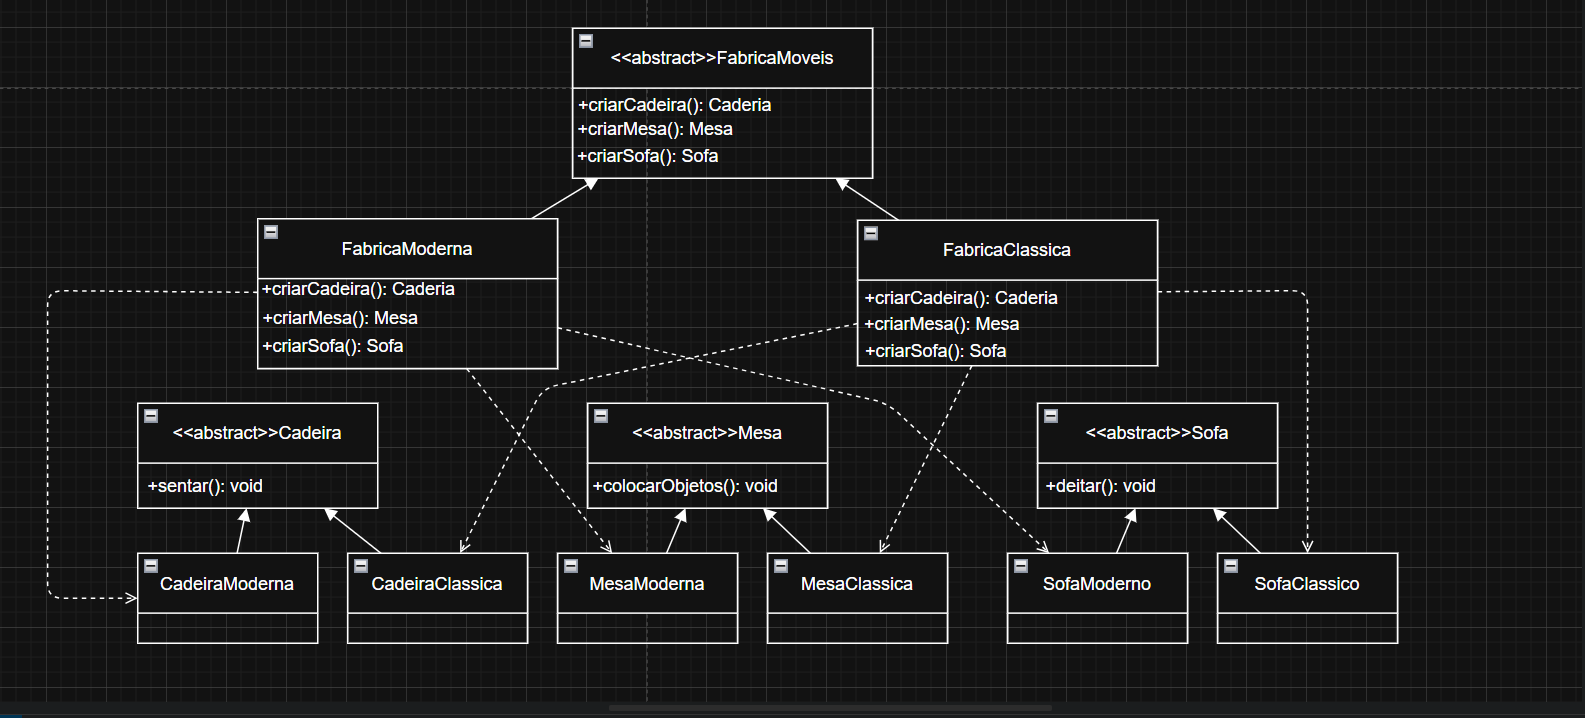 <<abstract>>FabricaMoveis
+criarCadeira(): Caderia
+criarMesa(): Mesa
+criarSofa(): Sofa
FabricaModerna
+criarCadeira(): Caderia
+criarMesa(): Mesa
+criarSofa(): Sofa
FabricaClassica
+criarCadeira(): Caderia
+criarMesa(): Mesa
+criarSofa(): Sofa
<<abstract>>Cadeira
+sentar(): void
<<abstract>>Mesa
+colocarObjetos(): void
<<abstract>>Sofa
+deitar(): void
CadeiraModerna
CadeiraClassica
MesaModerna
MesaClassica
SofaModerno
SofaClassico